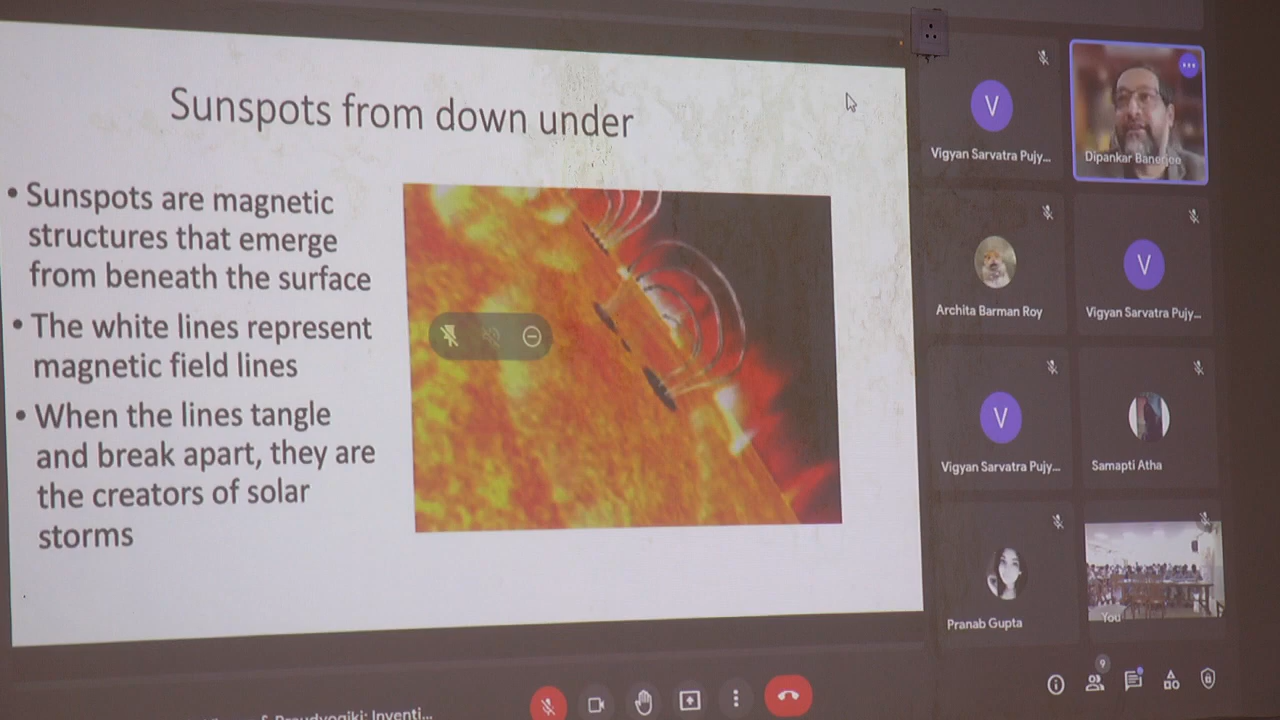 Sunspots from down under
• Sunspots are magnetic
structures that emerge
from beneath the surface
• The white lines represent
magnetic field lines
• When the lines tangle
and break apart, they are
the creators of solar
storms
V
Vigyan Sarvatra Pujy...
Dipankar Banerjee
Archita Barman Roy
V
Vigyan Sarvatra Pujy...
V
Vigyan Sarvatra Pujy...
Samapti Atha
Pranab Gupta
You
9
Inventi...